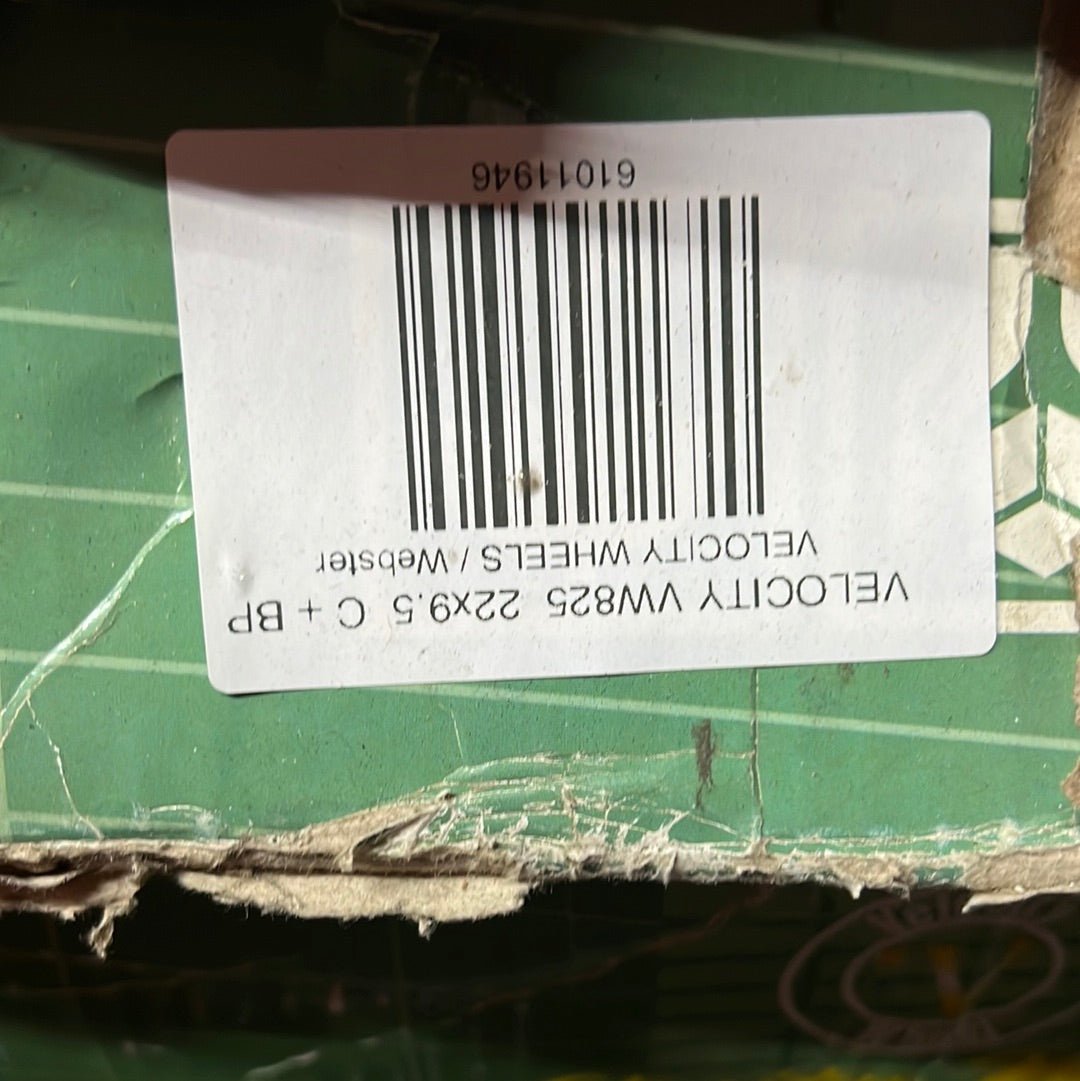 VELOCITY VW825 22x9.5 C + BP
VELOCITY WHEELS / Webster
61011946